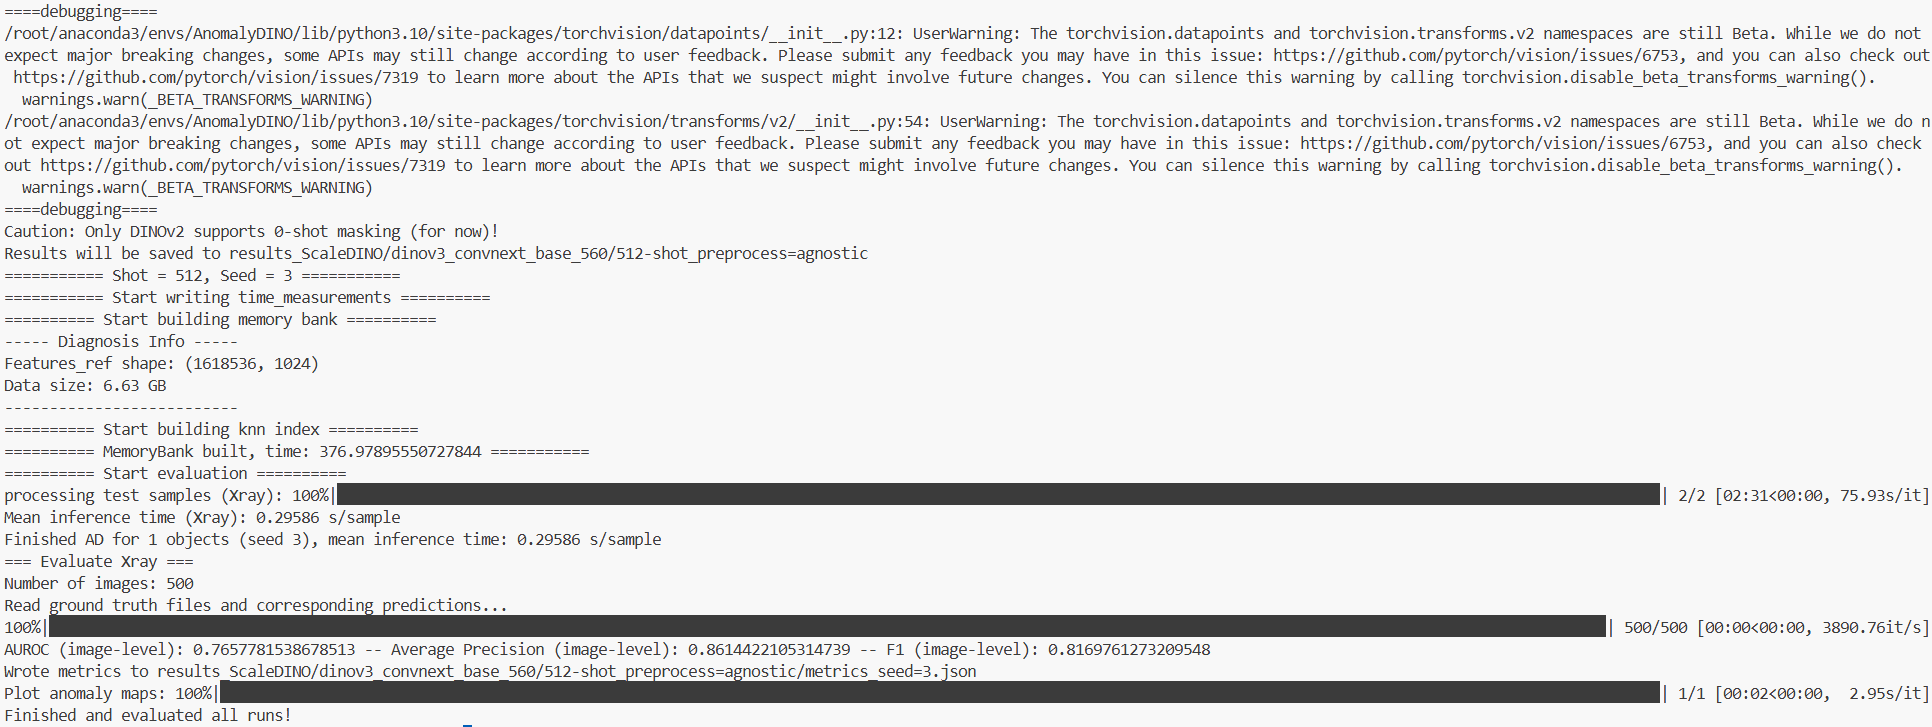 ====debugging====
/root/anaconda3/envs/AnomalyDINO/lib/python3.10/site-packages/torchvision/datapoints/__init__.py:12: UserWarning: The torchvision.datapoints and torchvision.transforms.v2 namespaces are still Beta. While we do not
expect major breaking changes, some APIs may still change according to user feedback. Please submit any feedback you may have in this issue: https://github.com/pytorch/vision/issues/6753, and you can also check out
 https://github.com/pytorch/vision/issues/7319 to learn more about the APIs that we suspect might involve future changes. You can silence this warning by calling torchvision.disable_beta_transforms_warning().
  warnings.warn(_BETA_TRANSFORMS_WARNING)
/root/anaconda3/envs/AnomalyDINO/lib/python3.10/site-packages/torchvision/transforms/v2/__init__.py:54: UserWarning: The torchvision.datapoints and torchvision.transforms.v2 namespaces are still Beta. While we do n
ot expect major breaking changes, some APIs may still change according to user feedback. Please submit any feedback you may have in this issue: https://github.com/pytorch/vision/issues/6753, and you can also check
out https://github.com/pytorch/vision/issues/7319 to learn more about the APIs that we suspect might involve future changes. You can silence this warning by calling torchvision.disable_beta_transforms_warning().
  warnings.warn(_BETA_TRANSFORMS_WARNING)
====debugging====
Caution: Only DINOv2 supports 0-shot masking (for now)!
Results will be saved to results_ScaleDINO/dinov3_convnext_base_560/512-shot_preprocess=agnostic
=========== Shot = 512, Seed = 3 ===========
=========== Start writing time_measurements ==========
========== Start building memory bank ==========
----- Diagnosis Info -----
Features_ref shape: (1618536, 1024)
Data size: 6.63 GB
--------------------------
========== Start building knn index ==========
========== MemoryBank built, time: 376.97895550727844 ===========
========== Start evaluation ==========
processing test samples (Xray): 100%| | 2/2 [02:31<00:00, 75.93s/it]
Mean inference time (Xray): 0.29586 s/sample
Finished AD for 1 objects (seed 3), mean inference time: 0.29586 s/sample
=== Evaluate Xray ===
Number of images: 500
Read ground truth files and corresponding predictions...
100%| | 500/500 [00:00<00:00, 3890.76it/s]
AUROC (image-level): 0.7657781538678513 -- Average Precision (image-level): 0.8614422105314739 -- F1 (image-level): 0.8169761273209548
Wrote metrics to results_ScaleDINO/dinov3_convnext_base_560/512-shot_preprocess=agnostic/metrics_seed=3.json
Plot anomaly maps: 100%| | 1/1 [00:02<00:00,  2.95s/it]
Finished and evaluated all runs!